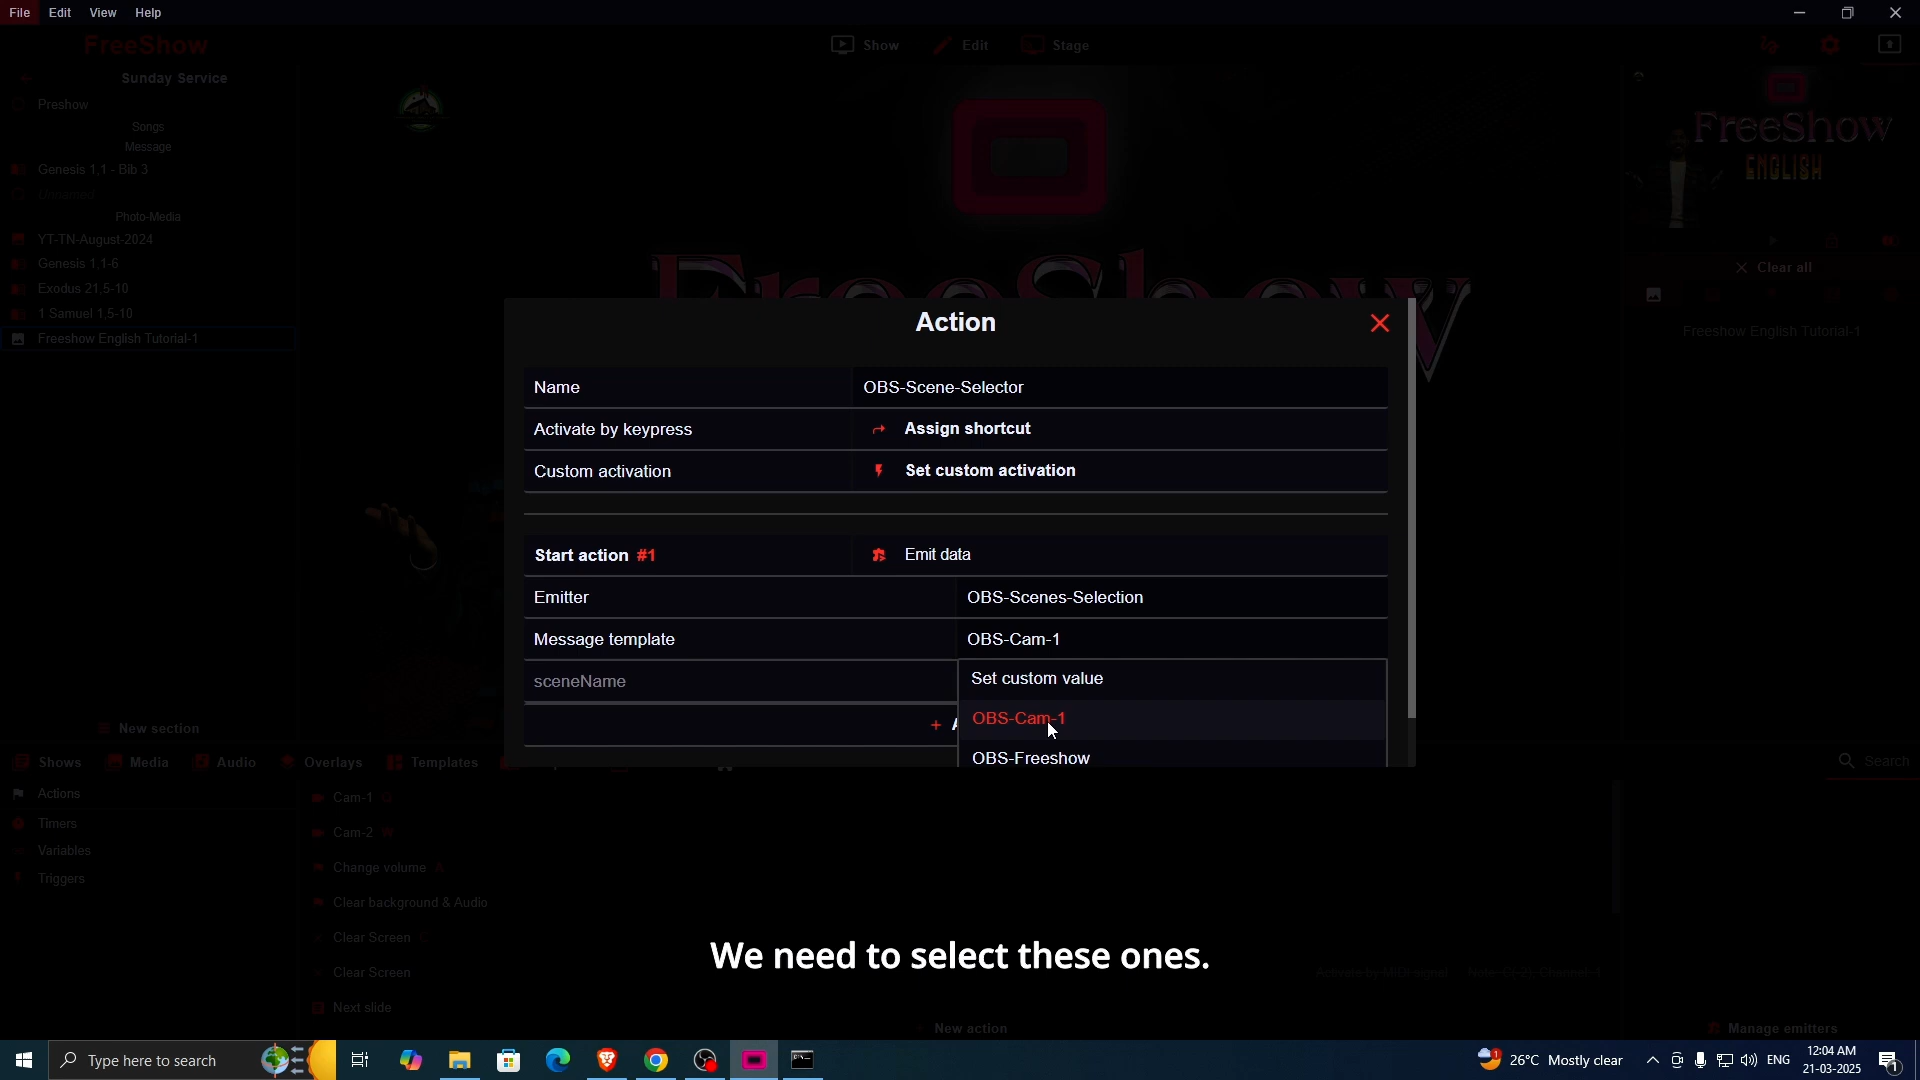 File Edit View Help
FreeShow
Show Edit Stage
Sunday Service
Preshow
Songs
Message
Genesis 1,1 - Bib 3
Unnamed
Photo-Media
YT-TN-August-2024
Genesis 1,1-6
Exodus 21,5-10
1 Samuel 1,5-10
Freeshow English Tutorial-1
New section
FreeShow
FreeShow
ENGLISH
Clear all
Freeshow English Tutorial-1
Action
Name OBS-Scene-Selector
Activate by keypress Assign shortcut
Custom activation Set custom activation
Start action #1 Emit data
Emitter OBS-Scenes-Selection
Message template OBS-Cam-1
sceneName Set custom value
+ A
OBS-Cam-1
OBS-Freeshow
Shows Media Audio Overlays Templates
Search
Actions
Timers
Variables
Triggers
Cam-1 Q
Cam-2 W
Change volume A
Clear background & Audio
Clear Screen C
Clear Screen
Next slide
New action
Manage emitters
We need to select these ones.
Type here to search
26°C Mostly clear
ENG
12:04 AM
21-03-2025
1